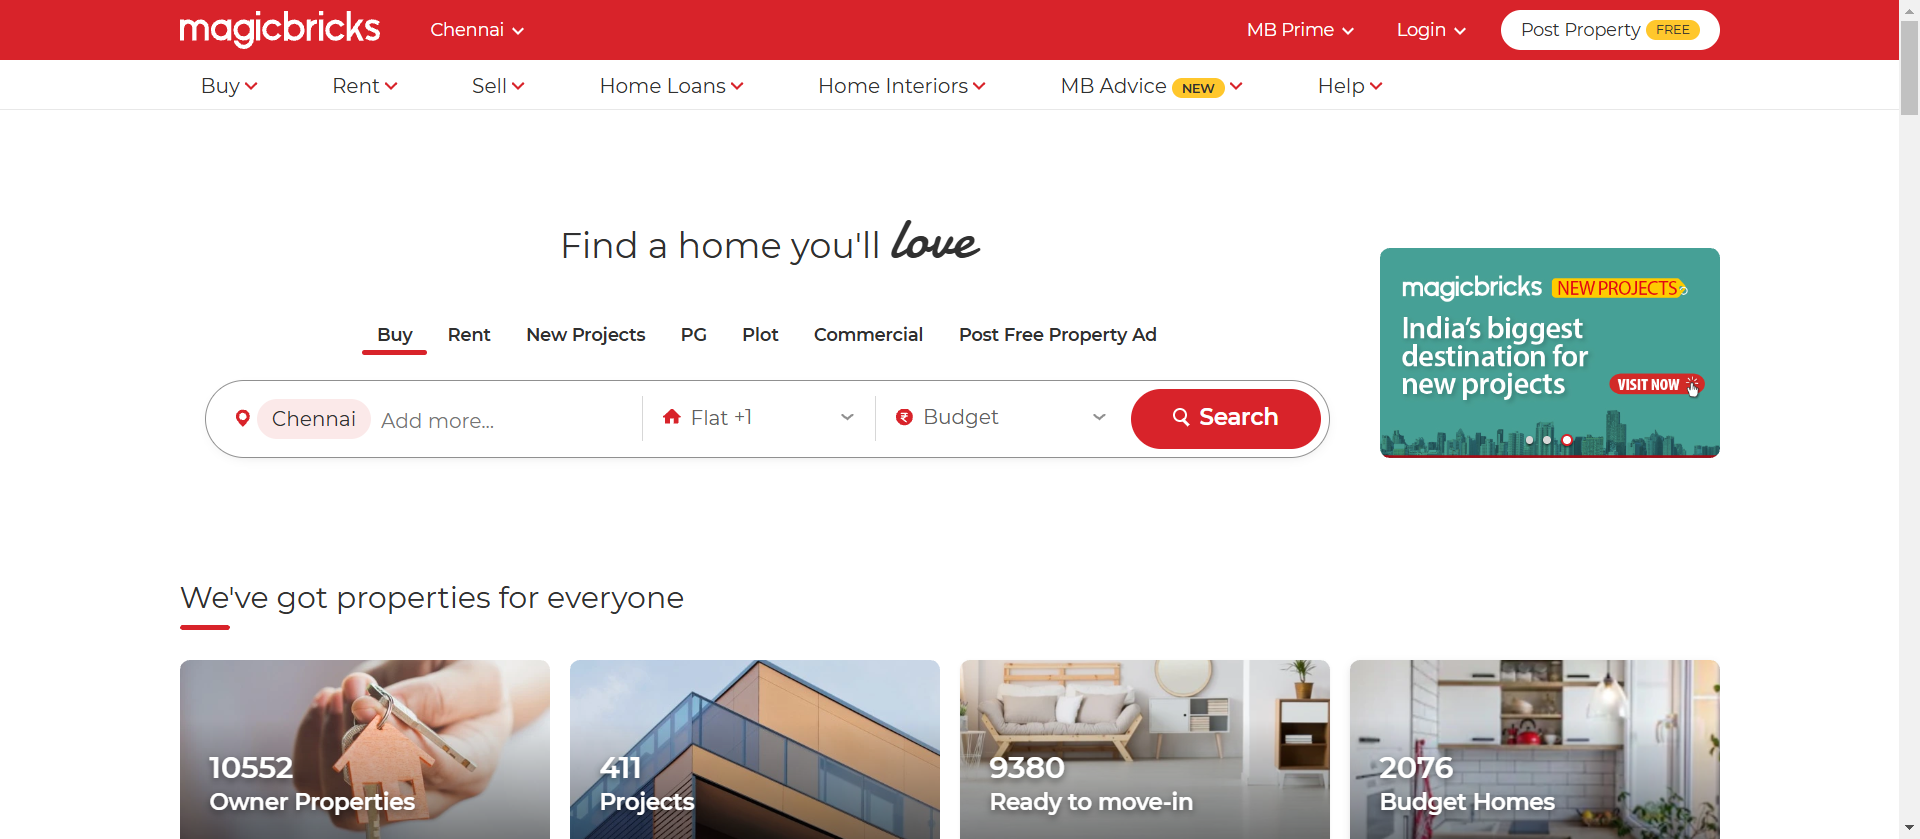 magicbricks Chennai MB Prime Login Post Property FREE
Buy Rent Sell Home Loans Home Interiors MB Advice NEW Help
Find a home you'll love
Buy Rent New Projects PG Plot Commercial Post Free Property Ad
Chennai Add more... Flat +1 Budget Search
magicbricks NEW PROJECTS
India's biggest
destination for
new projects
VISIT NOW
We've got properties for everyone
10552
Owner Properties
411
Projects
9380
Ready to move-in
2076
Budget Homes